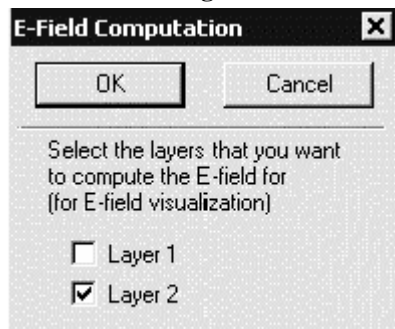 E-Field Computation
OK Cancel
Select the layers that you want
to compute the E-field for
(for E-field visualization)
Layer 1
Layer 2